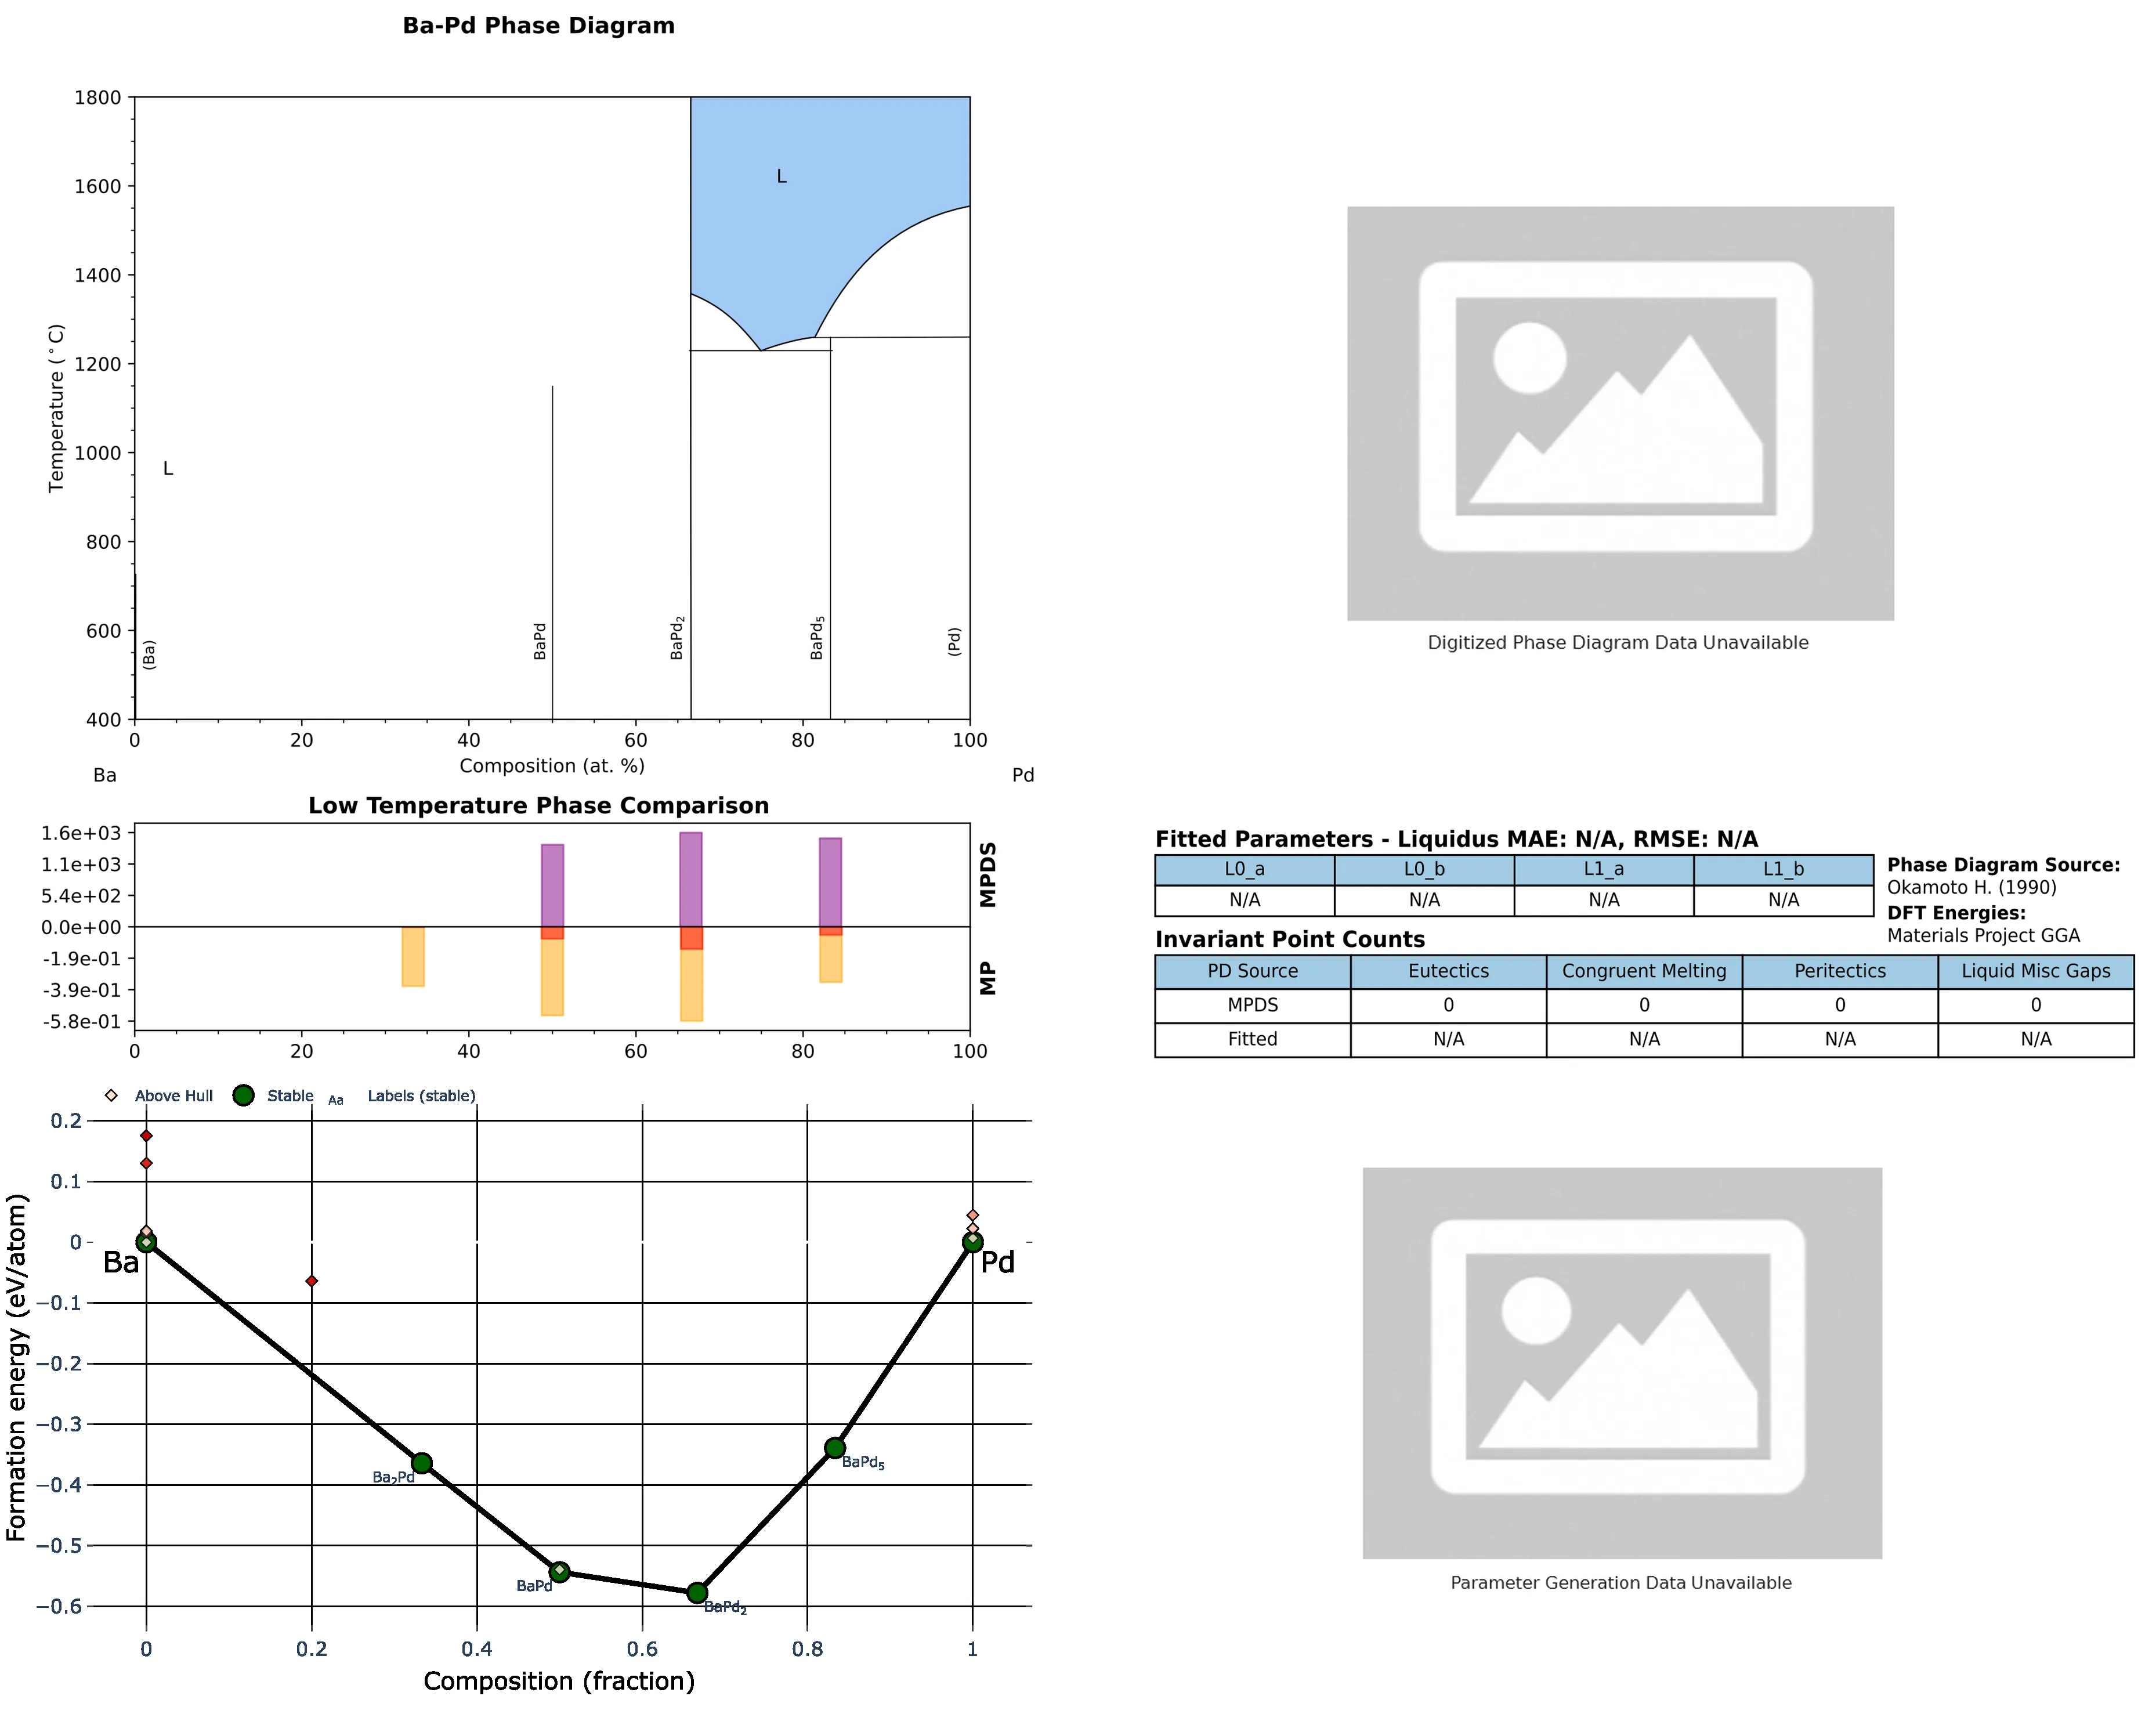 Ba-Pd Phase Diagram
1800
1600
1400
1200
1000
800
600
400
Temperature (°C)
L
L
(Ba)
BaPd
BaPd₂
BaPd₅
(Pd)
0 20 40 60 80 100
Composition (at. %)
Ba Pd
Digitized Phase Diagram Data Unavailable
Low Temperature Phase Comparison
1.6e+03
1.1e+03
5.4e+02
0.0e+00
-1.9e-01
-3.9e-01
-5.8e-01
MPDS
MP
0 20 40 60 80 100
Fitted Parameters - Liquidus MAE: N/A, RMSE: N/A
L0_a L0_b L1_a L1_b
N/A N/A N/A N/A
Phase Diagram Source:
Okamoto H. (1990)
DFT Energies:
Materials Project GGA
Invariant Point Counts
PD Source Eutectics Congruent Melting Peritectics Liquid Misc Gaps
MPDS 0 0 0 0
Fitted N/A N/A N/A N/A
Above Hull Stable Aa Labels (stable)
0.2
0.1
0
−0.1
−0.2
−0.3
−0.4
−0.5
−0.6
Formation energy (eV/atom)
Ba
Pd
Ba₂Pd
BaPd
BaPd₂
BaPd₅
0 0.2 0.4 0.6 0.8 1
Composition (fraction)
Parameter Generation Data Unavailable